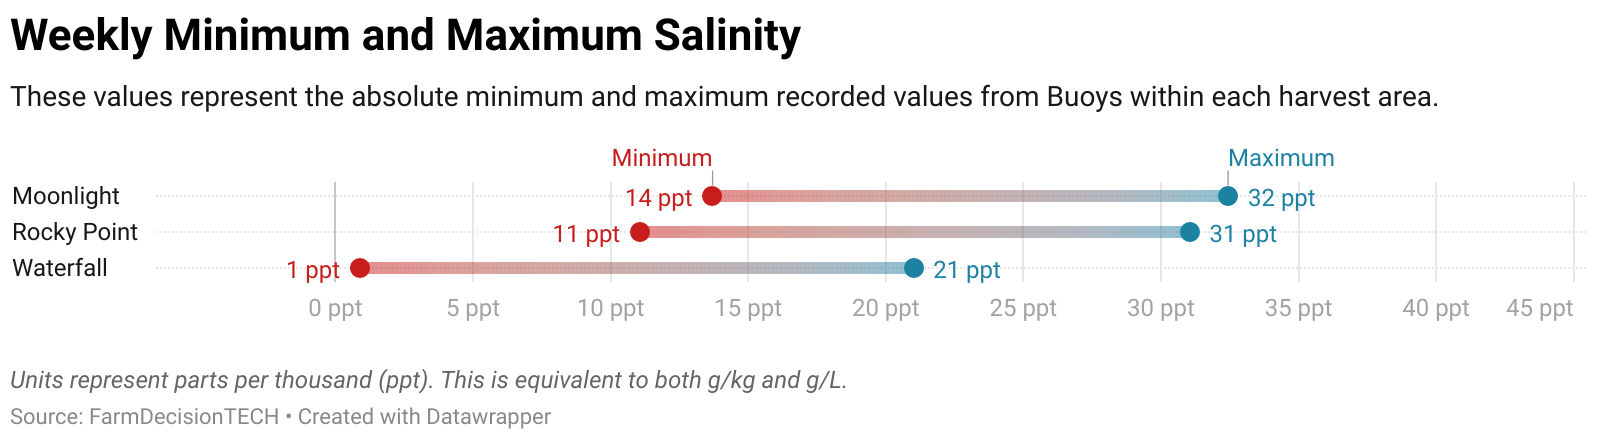 Weekly Minimum and Maximum Salinity
These values represent the absolute minimum and maximum recorded values from Buoys within each harvest area.
Minimum Maximum
Moonlight 14 ppt 32 ppt
Rocky Point 11 ppt 31 ppt
Waterfall 1 ppt 21 ppt
0 ppt 5 ppt 10 ppt 15 ppt 20 ppt 25 ppt 30 ppt 35 ppt 40 ppt 45 ppt
Units represent parts per thousand (ppt). This is equivalent to both g/kg and g/L.
Source: FarmDecisionTECH • Created with Datawrapper